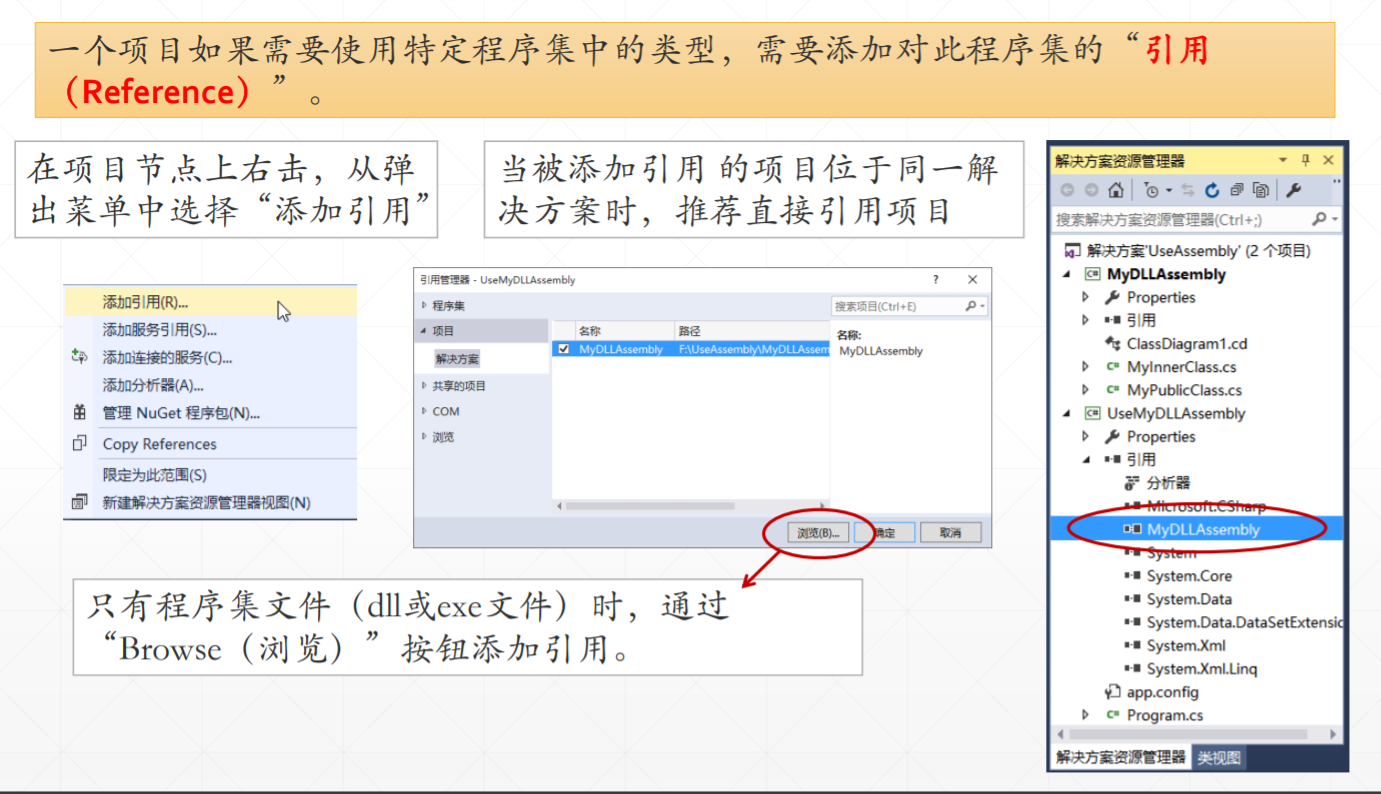 一个项目如果需要使用特定程序集中的类型，需要添加对此程序集的“引用
（Reference）”。
在项目节点上右击，从弹
出菜单中选择“添加引用”
当被添加引用 的项目位于同一解
决方案时，推荐直接引用项目
添加引用(R)...
添加服务引用(S)...
添加连接的服务(C)...
添加分析器(A)...
管理 NuGet 程序包(N)...
Copy References
限定为此范围(S)
新建解决方案资源管理器视图(N)
引用管理器 - UseMyDLLAssembly
? ×
程序集
搜索项目(Ctrl+E)
项目
解决方案
共享的项目
COM
浏览
名称 路径
MyDLLAssembly F:\UseAssembly\MyDLLAssem
名称:
MyDLLAssembly
浏览(B)... 确定 取消
只有程序集文件（dll或exe文件）时，通过
“Browse（浏览）”按钮添加引用。
解决方案资源管理器
搜索解决方案资源管理器(Ctrl+;)
解决方案'UseAssembly' (2 个项目)
MyDLLAssembly
Properties
引用
ClassDiagram1.cd
MyInnerClass.cs
MyPublicClass.cs
UseMyDLLAssembly
Properties
引用
分析器
Microsoft.CSharp
MyDLLAssembly
System
System.Core
System.Data
System.Data.DataSetExtensic
System.Xml
System.Xml.Linq
app.config
Program.cs
解决方案资源管理器 类视图